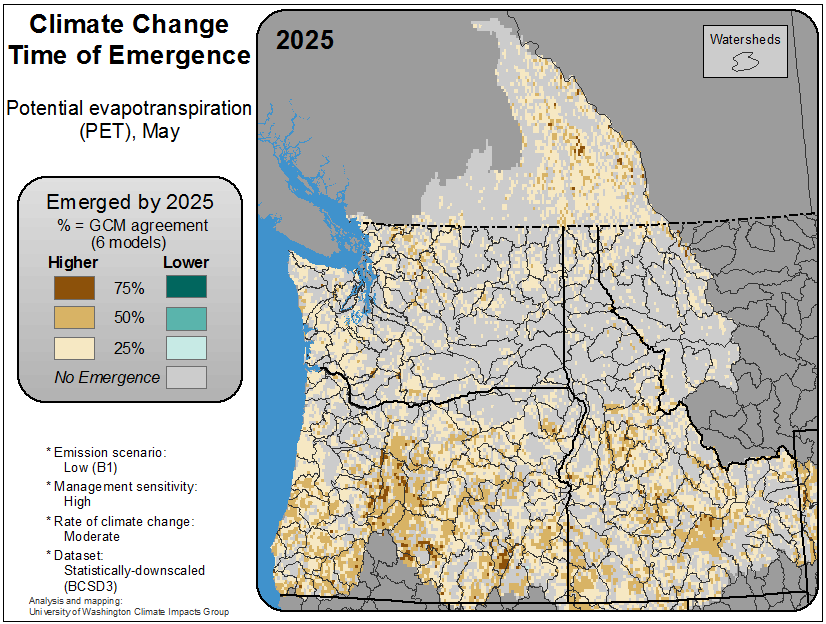 Climate Change
Time of Emergence
Potential evapotranspiration
(PET), May
Emerged by 2025
% = GCM agreement
(6 models)
Higher
Lower
75%
50%
25%
No Emergence
* Emission scenario:
Low (B1)
* Management sensitivity:
High
* Rate of climate change:
Moderate
* Dataset:
Statistically-downscaled
(BCSD3)
Analysis and mapping:
University of Washington Climate Impacts Group
2025
Watersheds